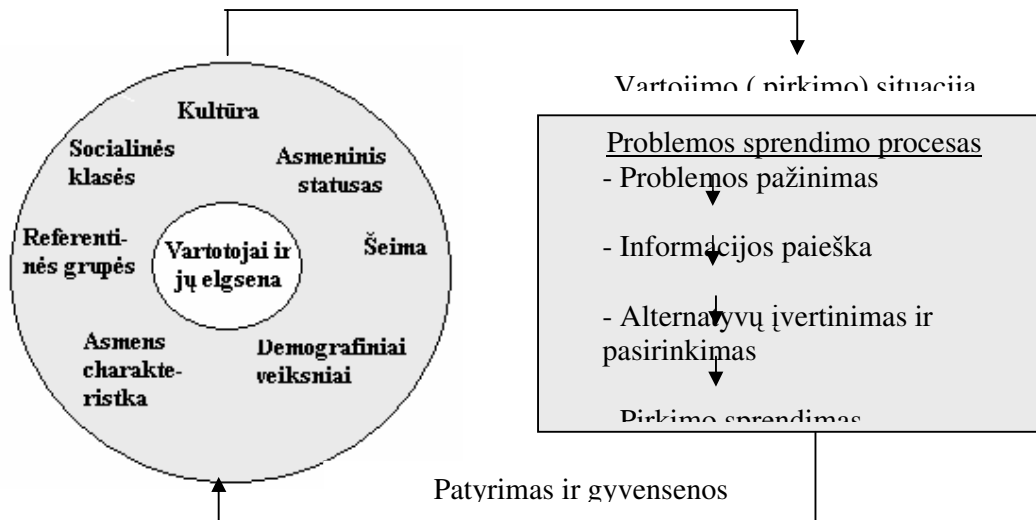 Vartojimo ( pirkimo) situacija
Kultūra
Socialinės
klasės
Asmeninis
statusas
Referenti-
nės grupės
Vartotojai ir
jų elgsena
Šeima
Asmens
charakte-
ristka
Demografiniai
veiksniai
Problemos sprendimo procesas
- Problemos pažinimas
- Informacijos paieška
- Alternatyvų įvertinimas ir
pasirinkimas
- Pirkimo sprendimas
Patyrimas ir gyvensenos